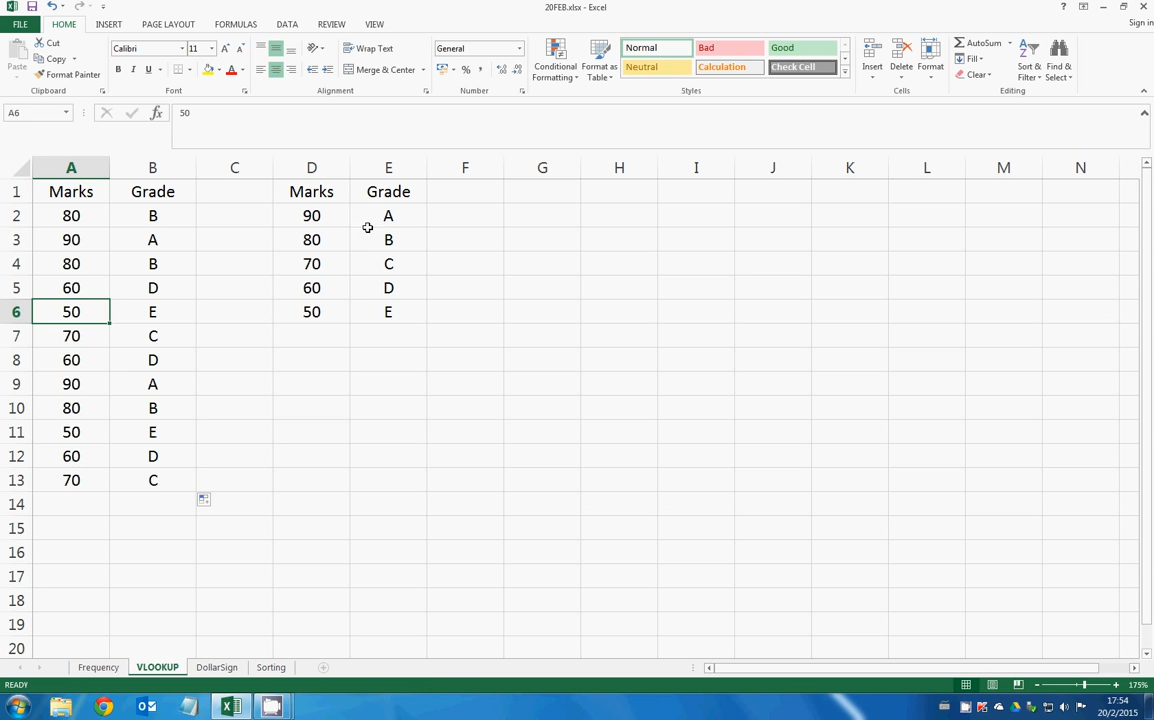 20FEB.xlsx - Excel
FILE HOME INSERT PAGE LAYOUT FORMULAS DATA REVIEW VIEW Sign in
Paste Cut Copy Format Painter Clipboard
Calibri 11 B I U Font
Wrap Text Merge & Center Alignment
General % Number
Conditional Formatting Format as Table
Normal Bad Good
Neutral Calculation Check Cell
Styles
Insert Delete Format Cells
AutoSum Fill Clear Sort & Filter Find & Select Editing
A6 fx 50
A B C D E F G H I J K L M N
1 Marks Grade Marks Grade
2 80 B 90 A
3 90 A 80 B
4 80 B 70 C
5 60 D 60 D
6 50 E 50 E
7 70 C
8 60 D
9 90 A
10 80 B
11 50 E
12 60 D
13 70 C
14
15
16
17
18
19
20
Frequency VLOOKUP DollarSign Sorting
READY 175%
17:54
20/2/2015